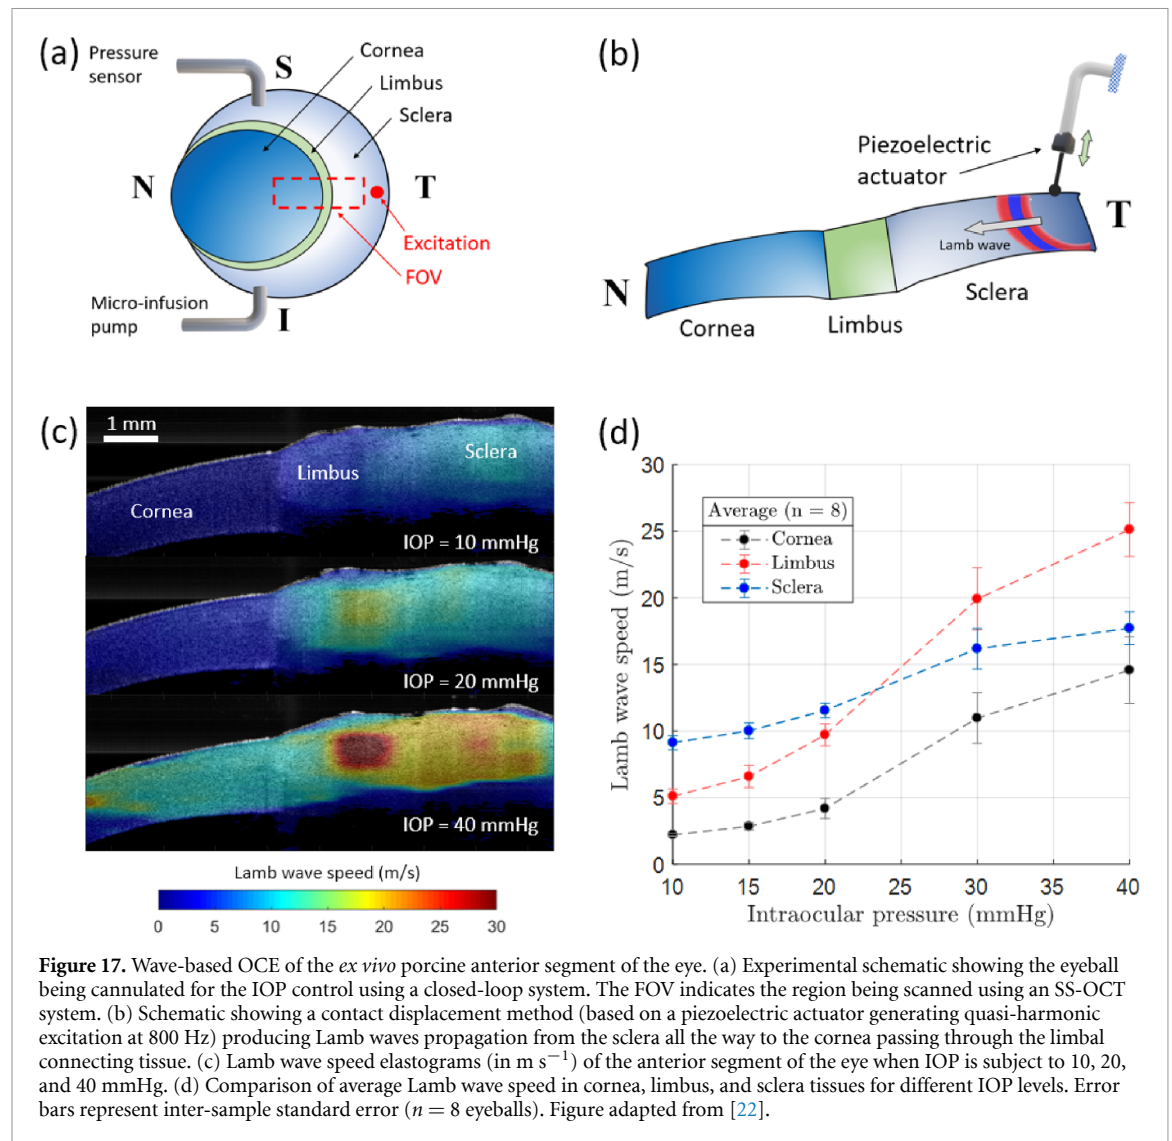 (a)
Pressure
sensor
S
Cornea
Limbus
Sclera
N
T
Excitation
FOV
Micro-infusion
pump
I
(b)
Piezoelectric
actuator
T
Lamb wave
N
Sclera
Cornea
Limbus
(c)
1 mm
Sclera
Limbus
Cornea
IOP = 10 mmHg
IOP = 20 mmHg
IOP = 40 mmHg
Lamb wave speed (m/s)
0 5 10 15 20 25 30
(d)
30
25
20
15
10
5
0
Lamb wave speed (m/s)
Average (n = 8)
Cornea
Limbus
Sclera
10 15 20 25 30 35 40
Intraocular pressure (mmHg)
Figure 17. Wave-based OCE of the ex vivo porcine anterior segment of the eye. (a) Experimental schematic showing the eyeball
being cannulated for the IOP control using a closed-loop system. The FOV indicates the region being scanned using an SS-OCT
system. (b) Schematic showing a contact displacement method (based on a piezoelectric actuator generating quasi-harmonic
excitation at 800 Hz) producing Lamb waves propagation from the sclera all the way to the cornea passing through the limbal
connecting tissue. (c) Lamb wave speed elastograms (in m s⁻¹) of the anterior segment of the eye when IOP is subject to 10, 20,
and 40 mmHg. (d) Comparison of average Lamb wave speed in cornea, limbus, and sclera tissues for different IOP levels. Error
bars represent inter-sample standard error (n = 8 eyeballs). Figure adapted from [22].